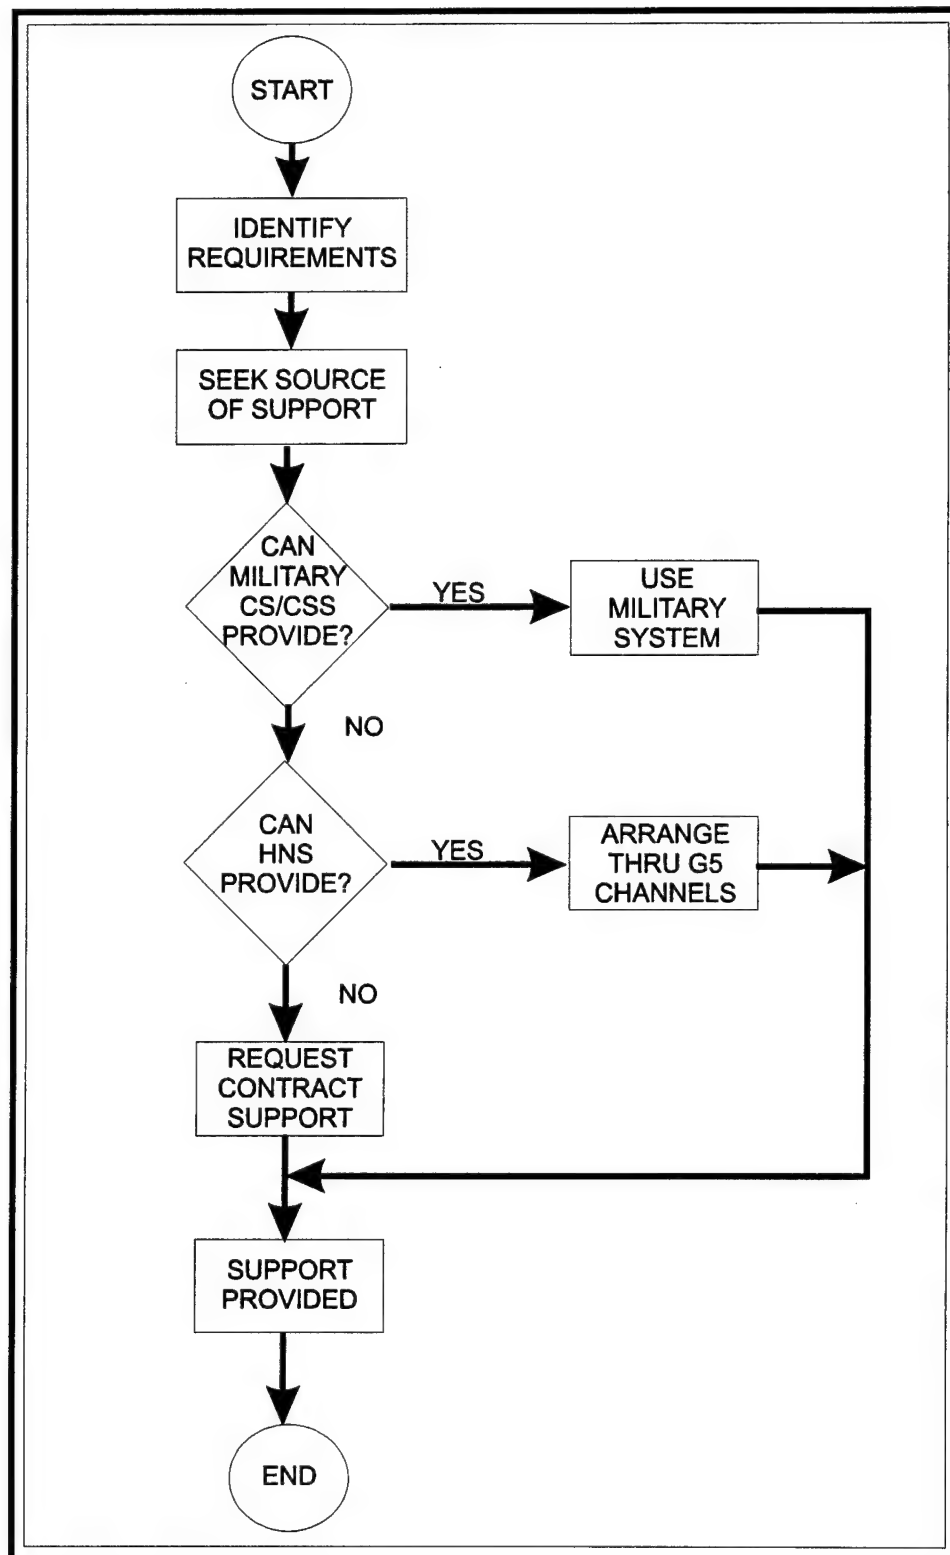 START
IDENTIFY
REQUIREMENTS
SEEK SOURCE
OF SUPPORT
CAN
MILITARY
CS/CSS
PROVIDE?
YES
USE
MILITARY
SYSTEM
NO
CAN
HNS
PROVIDE?
YES
ARRANGE
THRU G5
CHANNELS
NO
REQUEST
CONTRACT
SUPPORT
SUPPORT
PROVIDED
END